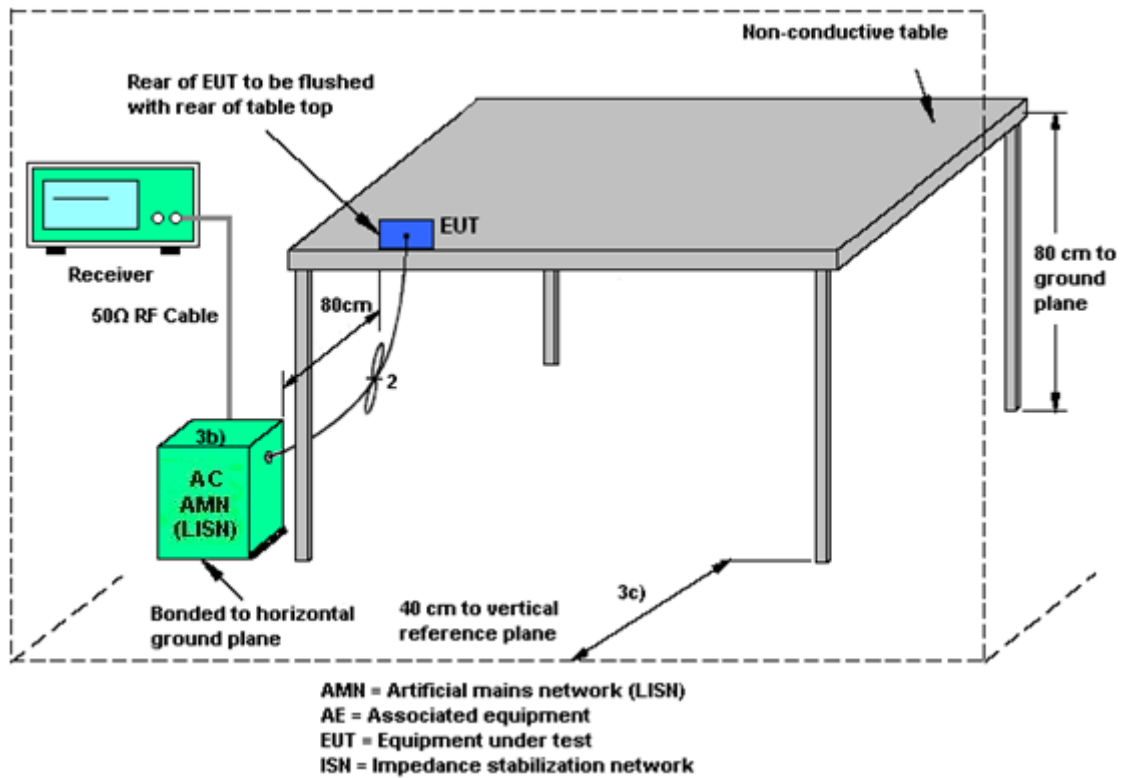 Non-conductive table
Rear of EUT to be flushed
with rear of table top
EUT
Receiver
80cm
80 cm to
ground
plane
50Ω RF Cable
2
3b)
AC
AMN
(LISN)
Bonded to horizontal
ground plane
40 cm to vertical
reference plane
3c)
AMN = Artificial mains network (LISN)
AE = Associated equipment
EUT = Equipment under test
ISN = Impedance stabilization network